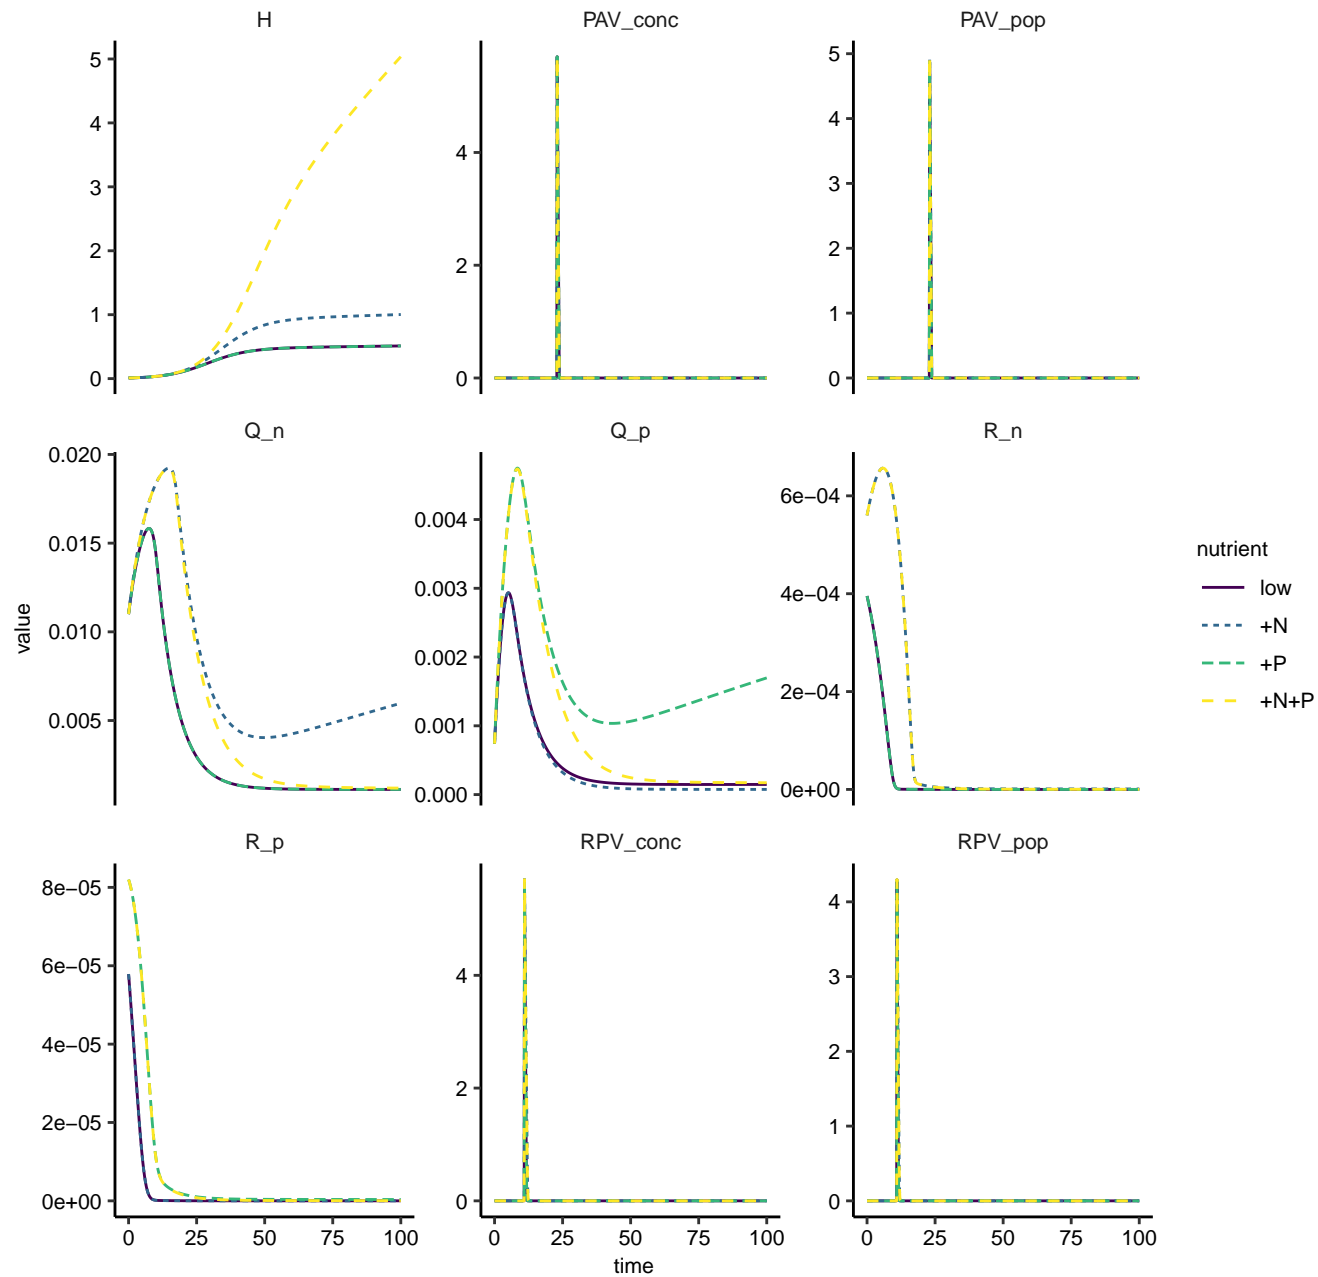 H
PAV_conc
PAV_pop
5
4
3
2
1
0
4
2
0
5
4
3
2
1
0
Q_n
Q_p
R_n
0.020
0.015
0.010
0.005
0.004
0.003
0.002
0.001
0.000
6e−04
4e−04
2e−04
0e+00
value
nutrient
low
+N
+P
+N+P
R_p
RPV_conc
RPV_pop
8e−05
6e−05
4e−05
2e−05
0e+00
4
2
0
4
3
2
1
0
0 25 50 75 100
0 25 50 75 100
0 25 50 75 100
time